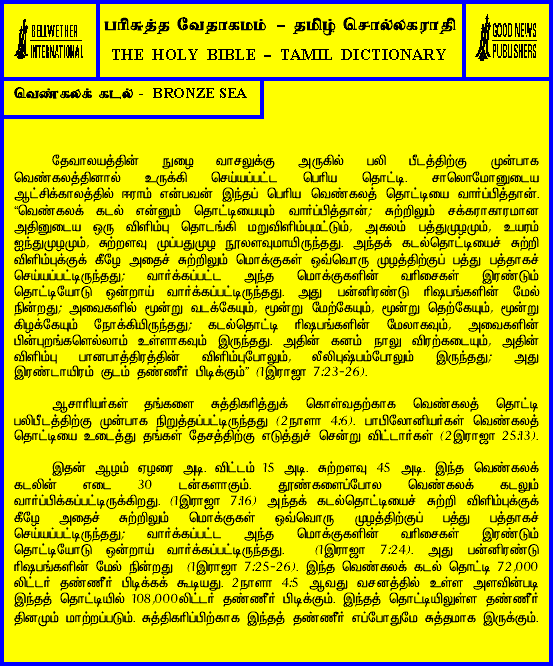 BELLWETHER
INTERNATIONAL
பரிசுத்த வேதாகமம் – தமிழ் சொல்லகராதி
THE HOLY BIBLE – TAMIL DICTIONARY
GOOD NEWS
PUBLISHERS
வெண்கலக் கடல் - BRONZE SEA
தேவாலயத்தின் நுழை வாசலுக்கு அருகில் பலி பீடத்திற்கு முன்பாக
வெண்கலத்தினால் உருக்கி செய்யப்பட்ட பெரிய தொட்டி. சாலொமோனுடைய
ஆட்சிக்காலத்தில் ஈராம் என்பவன் இந்தப் பெரிய வெண்கலத் தொட்டியை வார்ப்பித்தான்.
“வெண்கலக் கடல் என்னும் தொட்டியையும் வார்ப்பித்தான்; சுற்றிலும் சக்கராகாரமான
அதினுடைய ஒரு விளிம்பு தொடங்கி மறுவிளிம்புமட்டும், அகலம் பத்துமுழமும், உயரம்
ஐந்துமுழமும், சுற்றளவு முப்பதுமுழ நூலளவுமாயிருந்தது. அந்தக் கடல்தொட்டியைச் சுற்றி
விளிம்புக்குக் கீழே அதைச் சுற்றிலும் மொக்குகள் ஒவ்வொரு முழத்திற்குப் பத்து பத்தாகச்
செய்யப்பட்டிருந்தது; வார்க்கப்பட்ட அந்த மொக்குகளின் வரிசைகள் இரண்டும்
தொட்டியோடு ஒன்றாய் வார்க்கப்பட்டிருந்தது. அது பன்னிரண்டு ரிஷபங்களின் மேல்
நின்றது; அவைகளில் மூன்று வடக்கேயும், மூன்று மேற்கேயும், மூன்று தெற்கேயும், மூன்று
கிழக்கேயும் நோக்கியிருந்தது; கடல்தொட்டி ரிஷபங்களின் மேலாகவும், அவைகளின்
பின்புறங்களெல்லாம் உள்ளாகவும் இருந்தது. அதின் கனம் நாலு விரற்கடையும், அதின்
விளிம்பு பானபாத்திரத்தின் விளிம்புபோலும், லீலிபுஷ்பம்போலும் இருந்தது; அது
இரண்டாயிரம் குடம் தண்ணீர் பிடிக்கும்” (1இராஜா 7:23-26).
ஆசாரியர்கள் தங்களை சுத்திகரித்துக் கொள்வதற்காக வெண்கலத் தொட்டி
பலிபீடத்திற்கு முன்பாக நிறுத்தப்பட்டிருந்தது (2நாளா 4:6). பாபிலோனியர்கள் வெண்கலத்
தொட்டியை உடைத்து தங்கள் தேசத்திற்கு எடுத்துச் சென்று விட்டார்கள் (2இராஜா 25:13).
இதன் ஆழம் ஏழரை அடி. விட்டம் 15 அடி. சுற்றளவு 45 அடி. இந்த வெண்கலக்
கடலின் எடை 30 டன்களாகும். தூண்களைப்போல வெண்கலக் கடலும்
வார்ப்பிக்கப்பட்டிருக்கிறது. (1இராஜா 7:16) அந்தக் கடல்தொட்டியைச் சுற்றி விளிம்புக்குக்
கீழே அதைச் சுற்றிலும் மொக்குகள் ஒவ்வொரு முழத்திற்குப் பத்து பத்தாகச்
செய்யப்பட்டிருந்தது; வார்க்கப்பட்ட அந்த மொக்குகளின் வரிசைகள் இரண்டும்
தொட்டியோடு ஒன்றாய் வார்க்கப்பட்டிருந்தது. (1இராஜா 7:24). அது பன்னிரண்டு
ரிஷபங்களின் மேல் நின்றது (1இராஜா 7:25-26). இந்த வெண்கலக் கடல் தொட்டி 72,000
லிட்டர் தண்ணீர் பிடிக்கக் கூடியது. 2நாளா 4:5 ஆவது வசனத்தில் உள்ள அளவின்படி
இந்தத் தொட்டியில் 108,000லிட்டர் தண்ணீர் பிடிக்கும். இந்தத் தொட்டியிலுள்ள தண்ணீர்
தினமும் மாற்றப்படும். சுத்திகரிப்பிற்காக இந்தத் தண்ணீர் எப்போதுமே சுத்தமாக இருக்கும்.